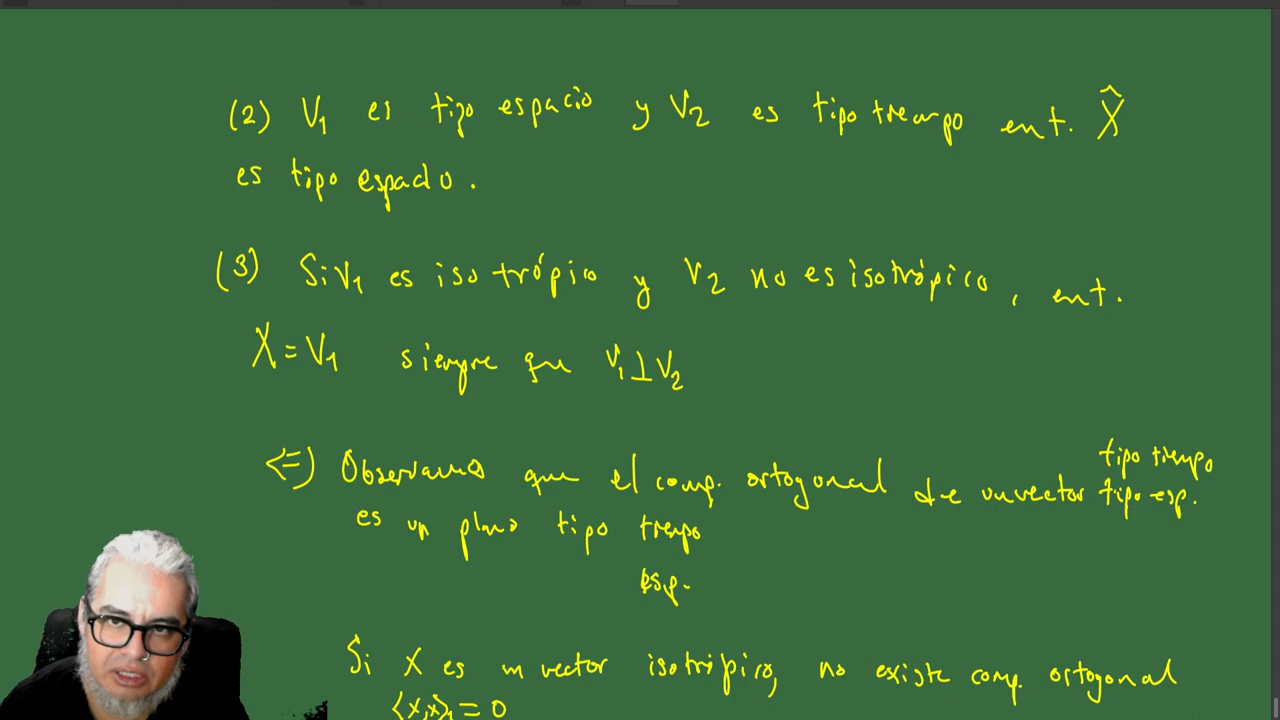 (2) V₁ es tipo espacio y V₂ es tipo tiempo ent. X̂
es tipo espacio.
(3) Si V₁ es isotrópico y V₂ no es isotrópico, ent.
X = V₁ siempre que V₁ ⊥ V₂
tipo tiempo
<=) Observamos que el comp. ortogonal de un vector tipo esp.
es un plano tipo tiempo
esp.
Si X es un vector isotrópico, no existe comp. ortogonal
⟨X,X⟩₁ = 0